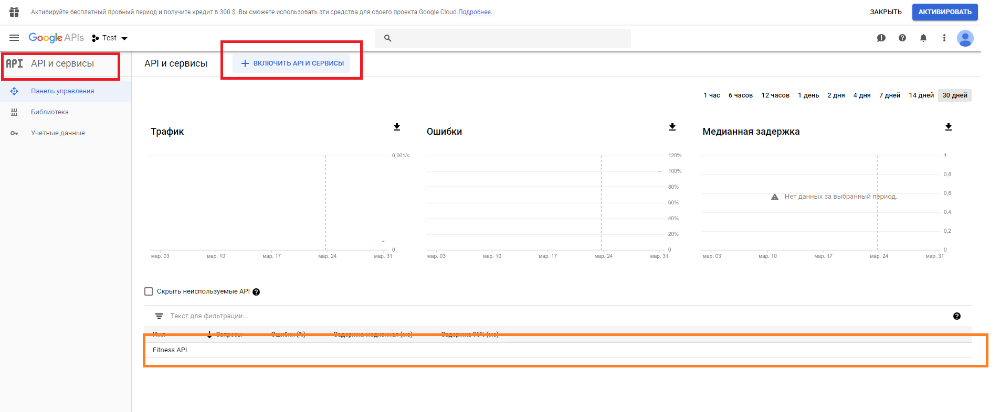 Активируйте бесплатный пробный период и получите кредит в 300 $. Вы сможете использовать эти средства для своего проекта Google Cloud.Подробнее... ЗАКРЫТЬ АКТИВИРОВАТЬ
Google APIs Test
API API и сервисы
API и сервисы + ВКЛЮЧИТЬ API И СЕРВИСЫ
Панель управления
Библиотека
Учетные данные
1 час 6 часов 12 часов 1 день 2 дня 4 дня 7 дней 14 дней 30 дней
Трафик
0,001/s
0
мар. 03 мар. 10 мар. 17 мар. 24 мар. 31
Ошибки
120%
100%
80%
60%
40%
20%
0
мар. 03 мар. 10 мар. 17 мар. 24 мар. 31
Медианная задержка
1
0,8
0,6
Нет данных за выбранный период.
0,4
0,2
0
мар. 03 мар. 10 мар. 17 мар. 24 мар. 31
Скрыть неиспользуемые API
Текст для фильтрации...
Имя Запросы Ошибки (%) Задержка медианная (мс) Задержка 95% (мс)
Fitness API